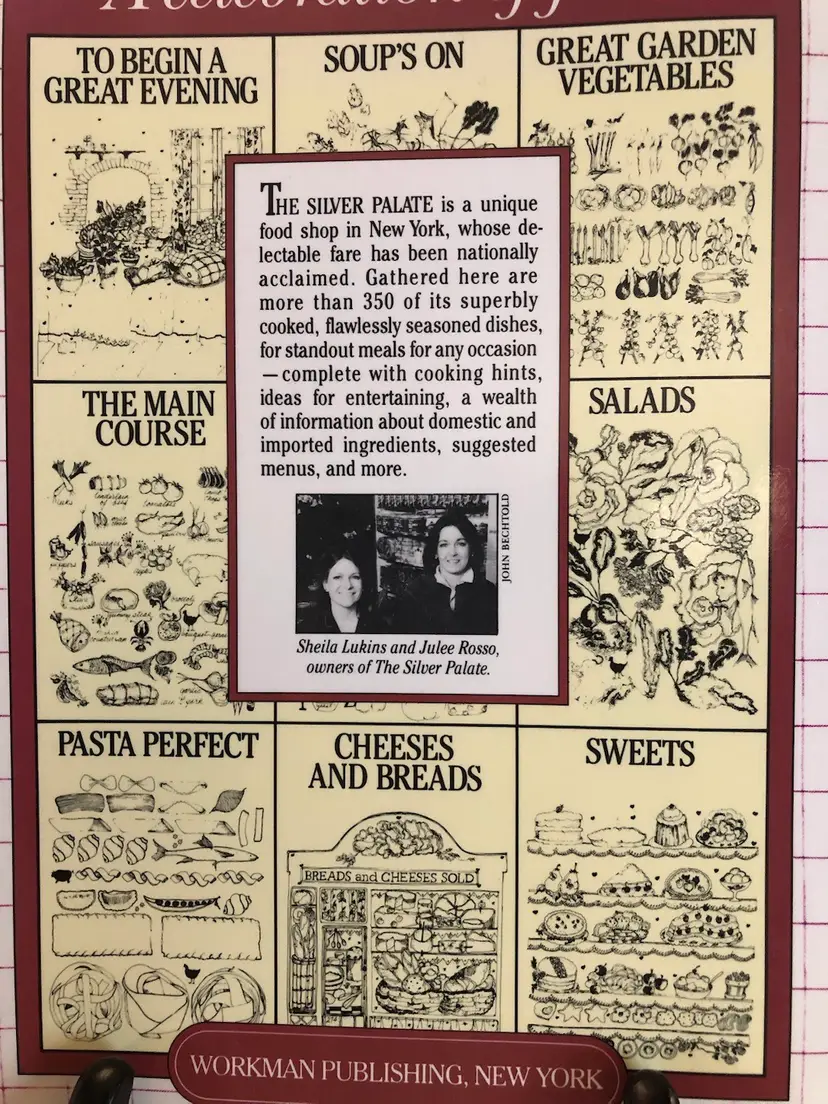 TO BEGIN A
GREAT EVENING
SOUP'S ON
GREAT GARDEN
VEGETABLES
THE SILVER PALATE is a unique
food shop in New York, whose de-
lectable fare has been nationally
acclaimed. Gathered here are
more than 350 of its superbly
cooked, flawlessly seasoned dishes,
for standout meals for any occasion
—complete with cooking hints,
ideas for entertaining, a wealth
of information about domestic and
imported ingredients, suggested
menus, and more.
JOHN BECHTOLD
Sheila Lukins and Julee Rosso,
owners of The Silver Palate.
THE MAIN
COURSE
SALADS
PASTA PERFECT
CHEESES
AND BREADS
BREADS and CHEESES SOLD
SWEETS
WORKMAN PUBLISHING, NEW YORK